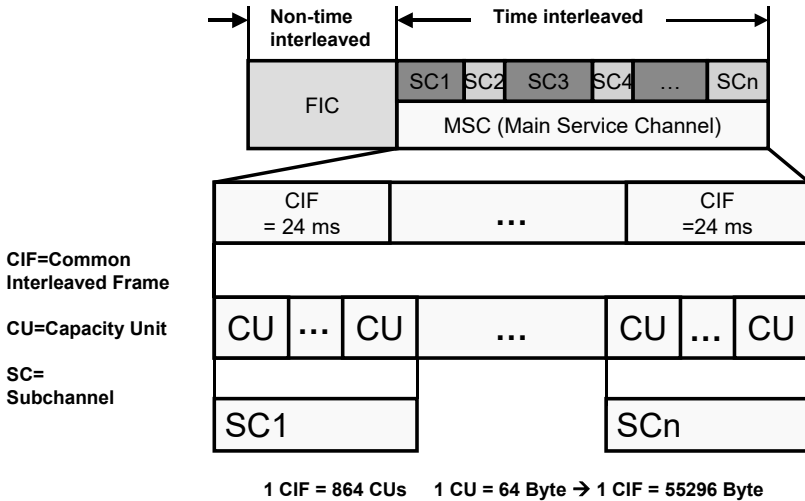 Non-time
interleaved
Time interleaved
FIC
SC1 SC2 SC3 SC4 ... SCn
MSC (Main Service Channel)
CIF
= 24 ms
...
CIF
=24 ms
CIF=Common
Interleaved Frame
CU=Capacity Unit
CU ... CU ... CU ... CU
SC=
Subchannel
SC1 SCn
1 CIF = 864 CUs 1 CU = 64 Byte → 1 CIF = 55296 Byte